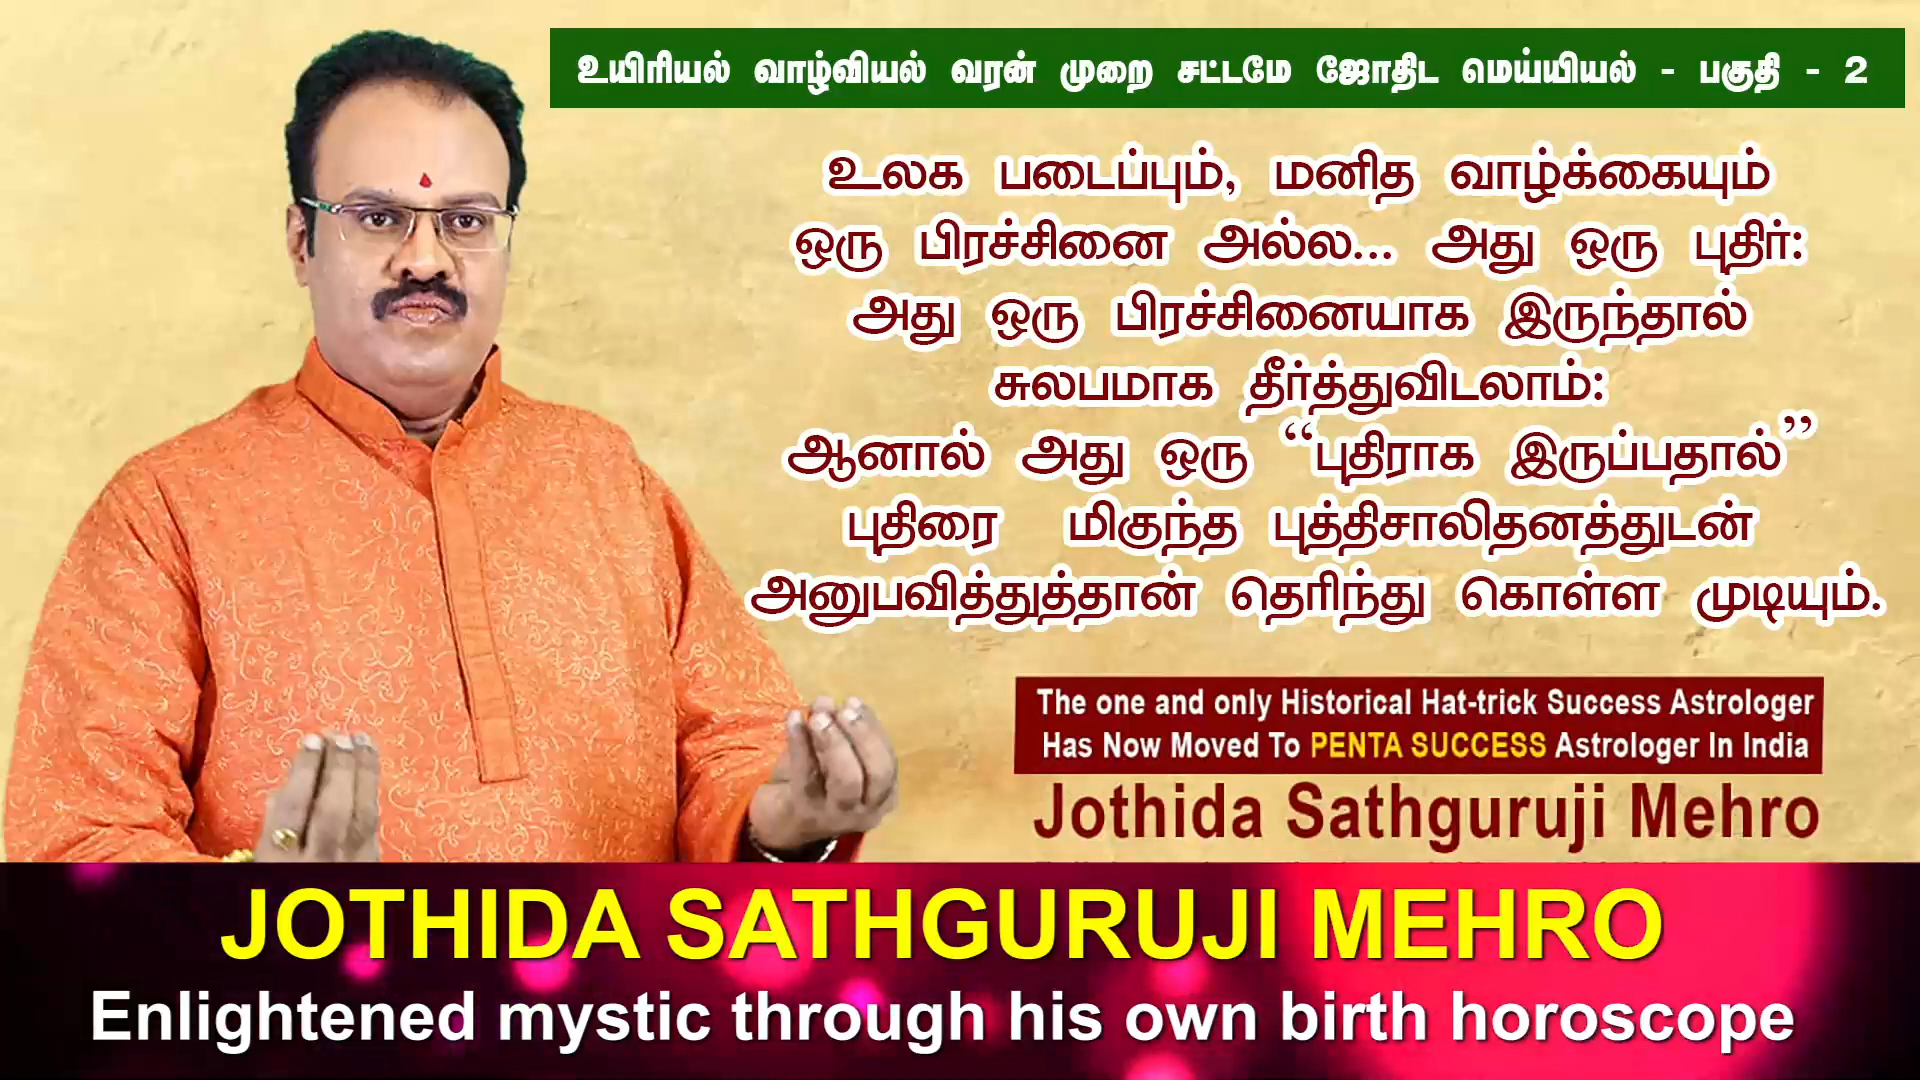 உயிரியல் வாழ்வியல் வரன் முறை சட்டமே ஜோதிட மெய்யியல் - பகுதி - 2
உலக படைப்பும், மனித வாழ்க்கையும்
ஒரு பிரச்சினை அல்ல... அது ஒரு புதிர்:
அது ஒரு பிரச்சினையாக இருந்தால்
சுலபமாக தீர்த்துவிடலாம்:
ஆனால் அது ஒரு “புதிராக இருப்பதால்”
புதிரை மிகுந்த புத்திசாலிதனத்துடன்
அனுபவித்துத்தான் தெரிந்து கொள்ள முடியும்.
The one and only Historical Hat-trick Success Astrologer
Has Now Moved To PENTA SUCCESS Astrologer In India
Jothida Sathguruji Mehro
JOTHIDA SATHGURUJI MEHRO
Enlightened mystic through his own birth horoscope